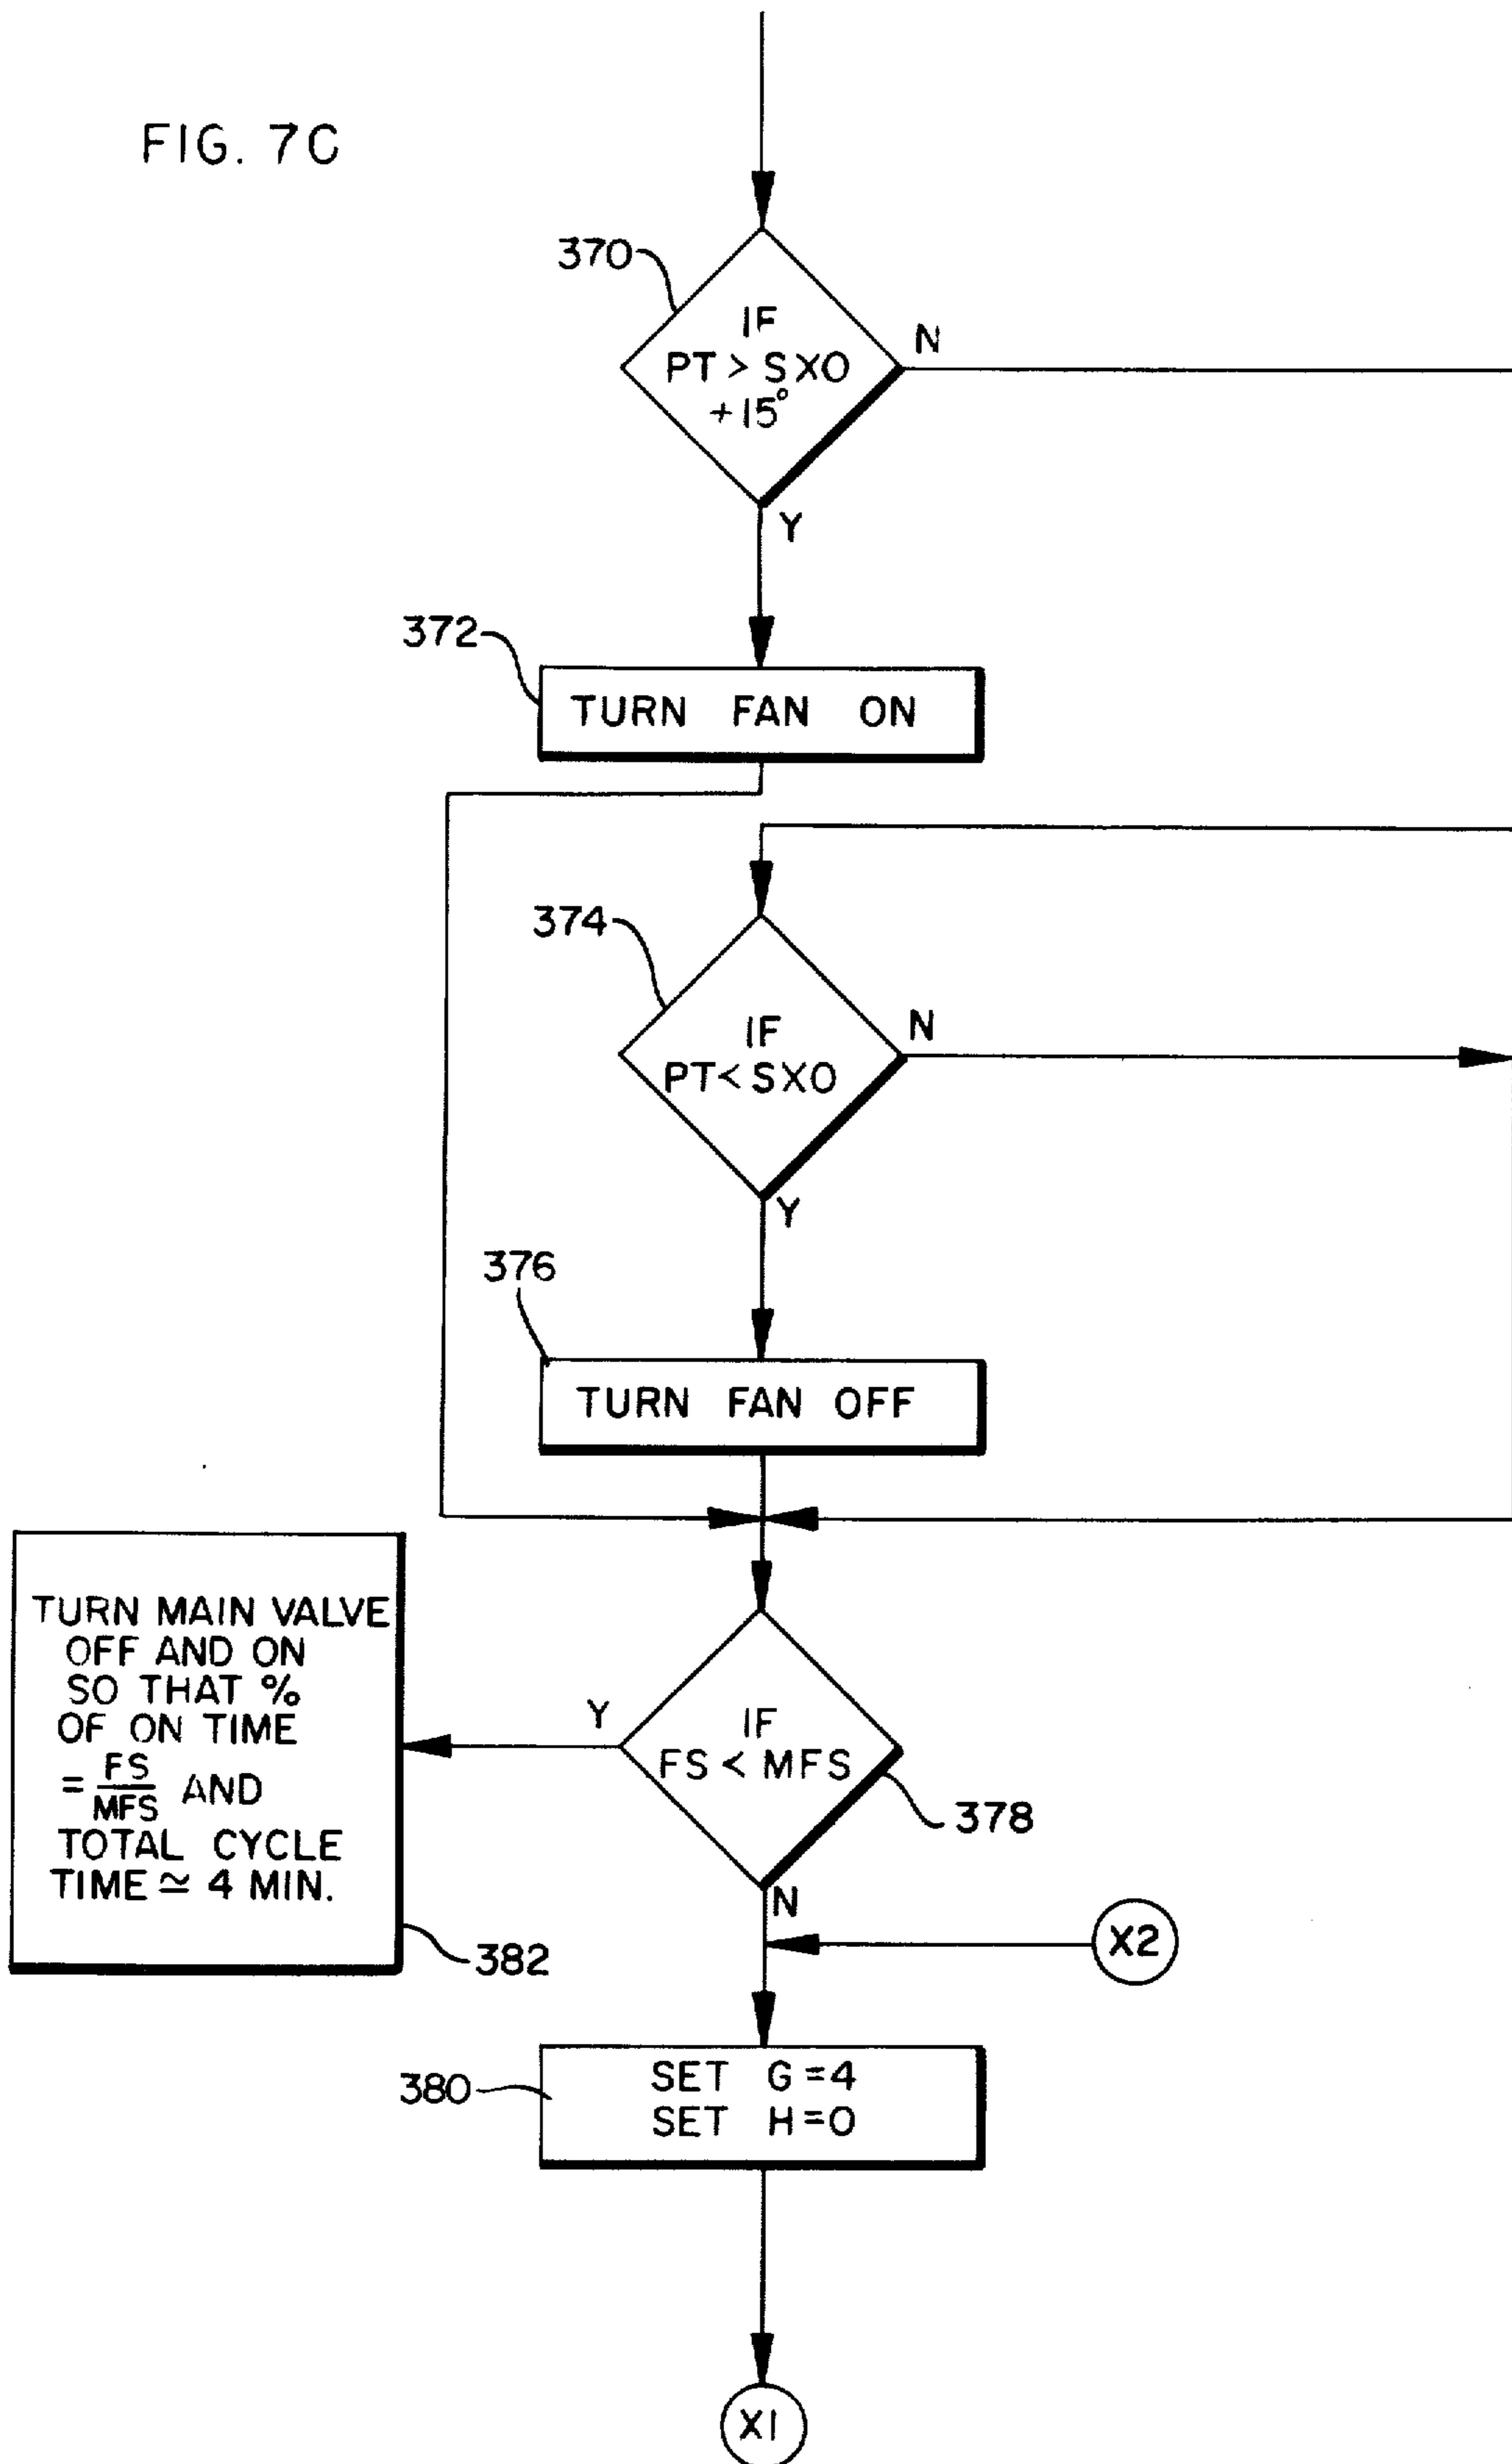 FIG. 7C
370
IF
PT > SXO
+15°
N
Y
372
TURN FAN ON
374
IF
PT < SXO
N
Y
376
TURN FAN OFF
TURN MAIN VALVE
OFF AND ON
SO THAT %
OF ON TIME
= FS/MFS AND
TOTAL CYCLE
TIME ≃ 4 MIN.
382
Y
IF
FS < MFS
378
N
X2
380
SET G=4
SET H=0
X1